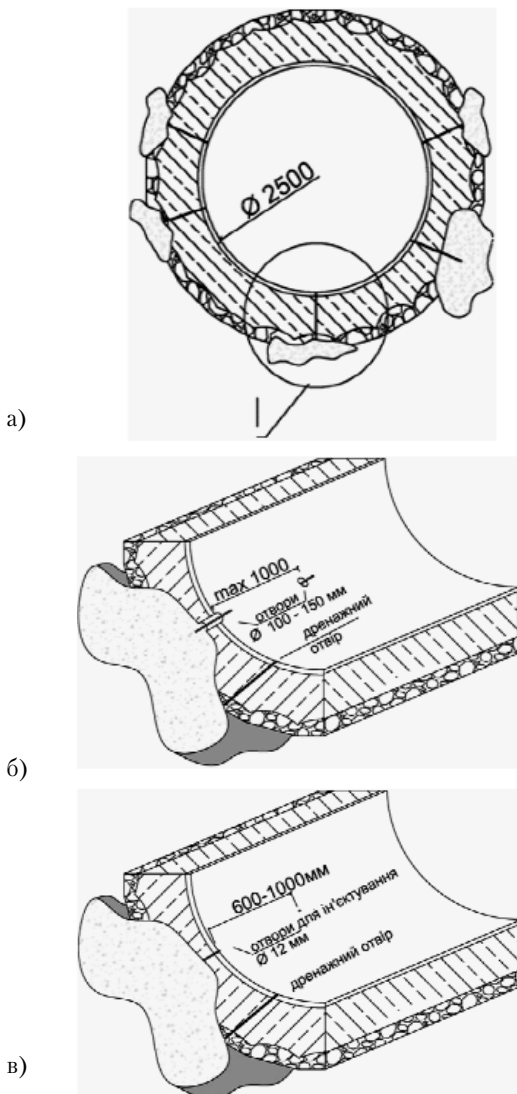 Ø 2500
I
а)
max 1000
отвори
Ø 100 - 150 мм
дренажний
отвір
б)
600-1000мм
отвори для ін'єктування
Ø 12 мм
дренажний отвір
в)